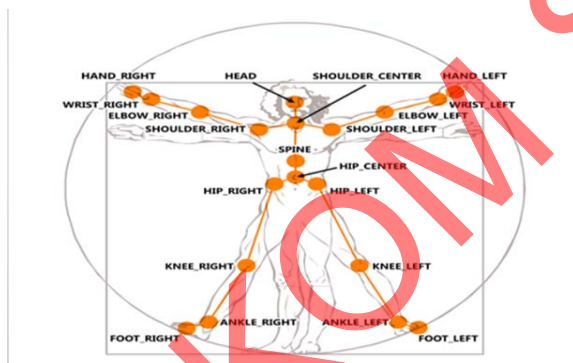 HAND_RIGHT
HEAD
SHOULDER_CENTER
HAND_LEFT
WRIST_RIGHT
WRIST_LEFT
ELBOW_RIGHT
ELBOW_LEFT
SHOULDER_RIGHT
SHOULDER_LEFT
SPINE
HIP_CENTER
HIP_RIGHT
HIP_LEFT
KNEE_RIGHT
KNEE_LEFT
ANKLE_RIGHT
ANKLE_LEFT
FOOT_RIGHT
FOOT_LEFT
KOM